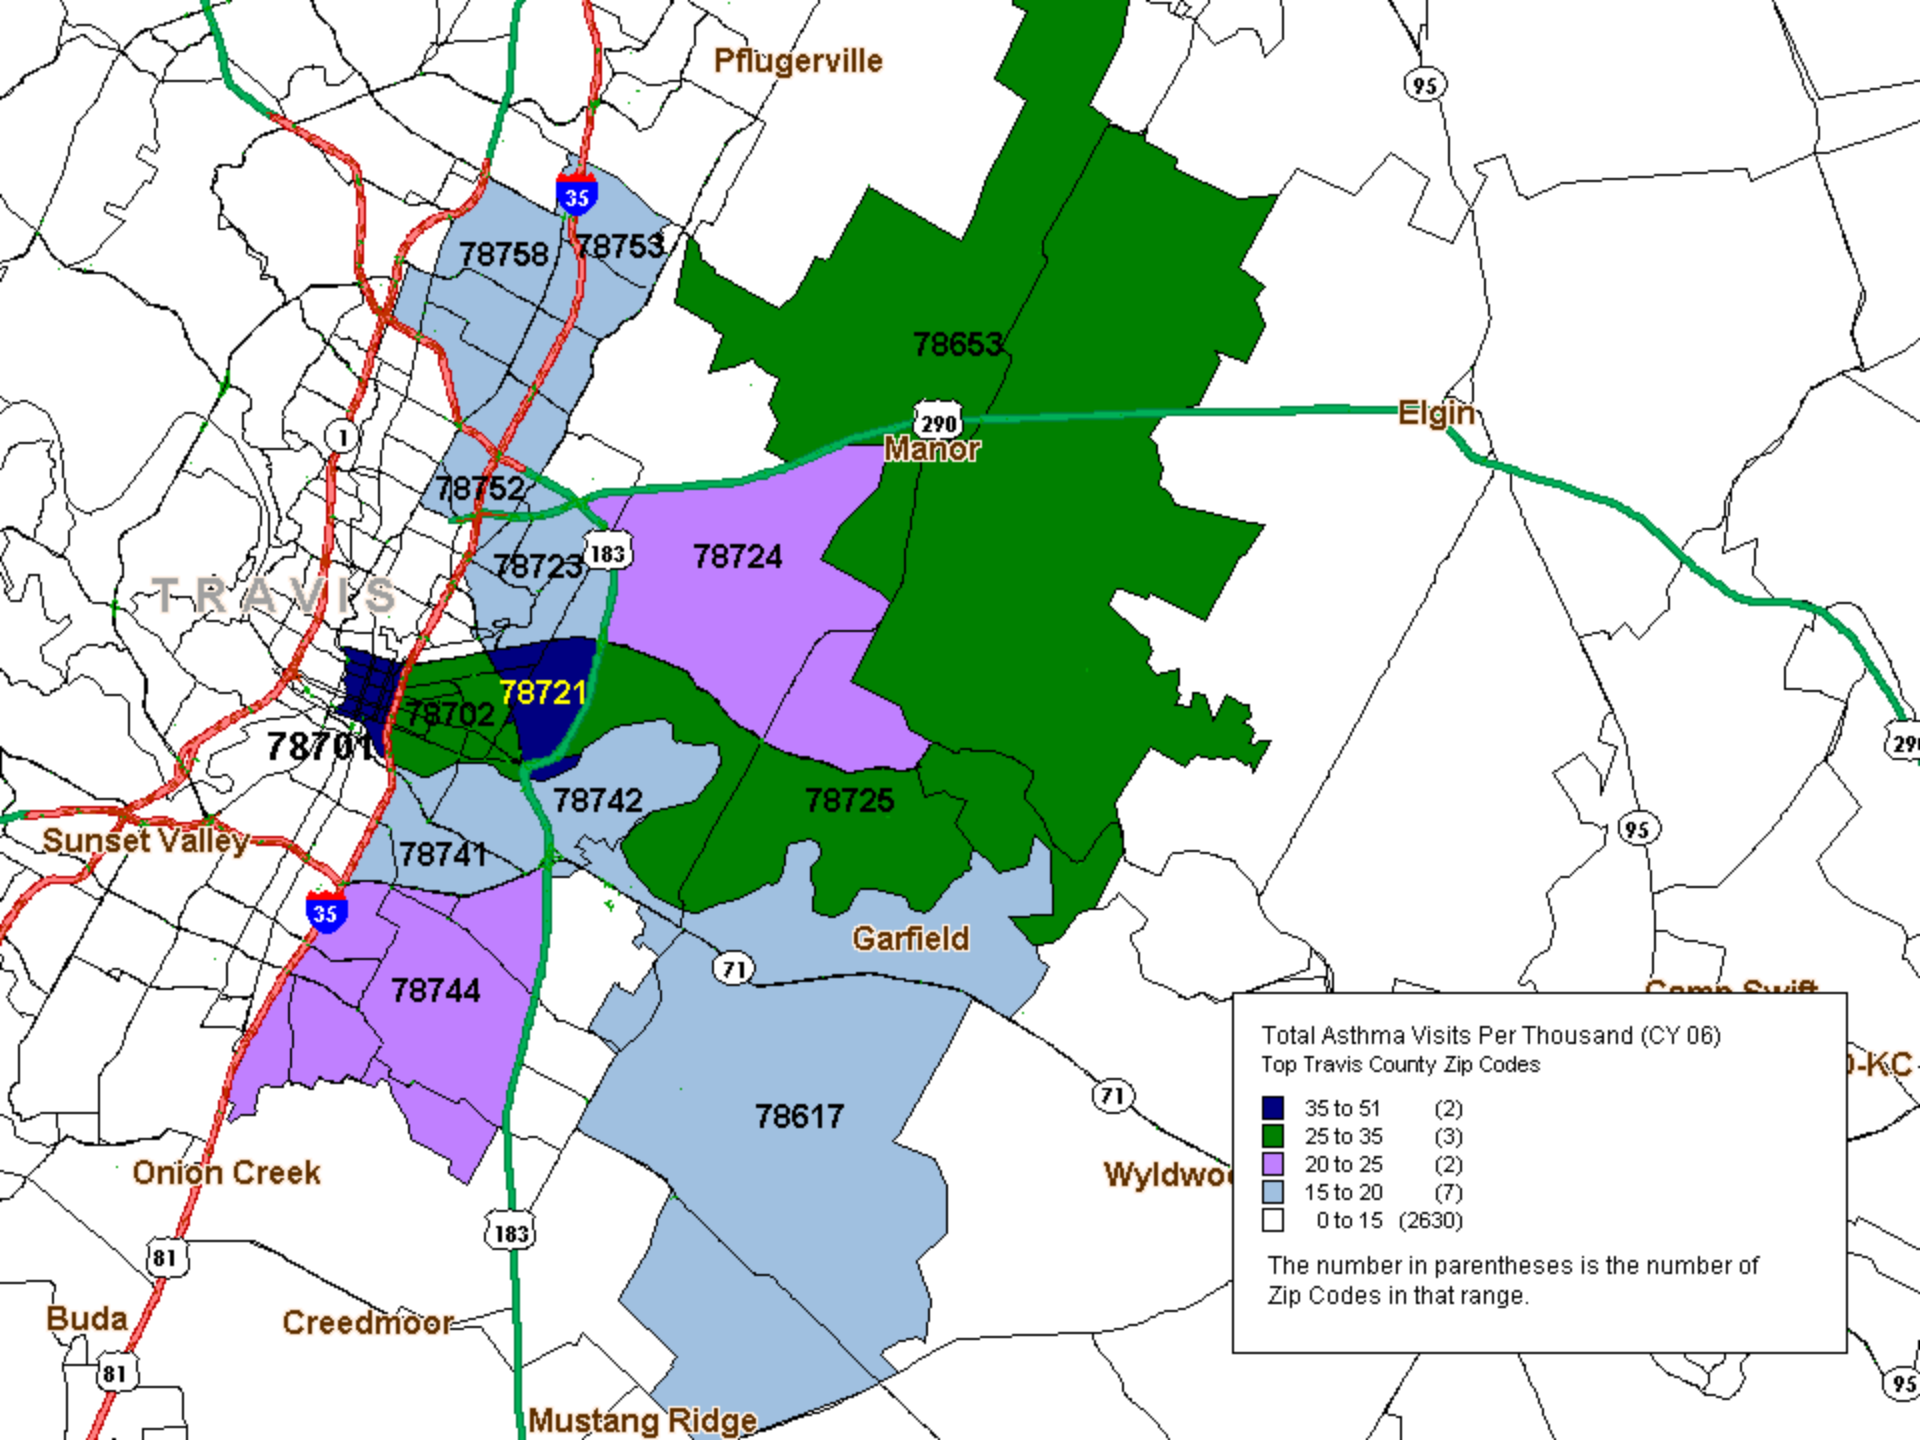 Pflugerville
95
35
78758
78753
78653
1
290
Elgin
Manor
78752
183
78723
78724
TRAVIS
78721
78702
78701
290
78742
78725
95
Sunset Valley
78741
35
Garfield
71
78744
Camp Swift
Total Asthma Visits Per Thousand (CY 06)
Top Travis County Zip Codes
35 to 51 (2)
25 to 35 (3)
20 to 25 (2)
15 to 20 (7)
0 to 15 (2630)
The number in parentheses is the number of
Zip Codes in that range.
-KC
71
78617
Onion Creek
Wyldwoo
183
81
Buda
Creedmoor
81
95
Mustang Ridge